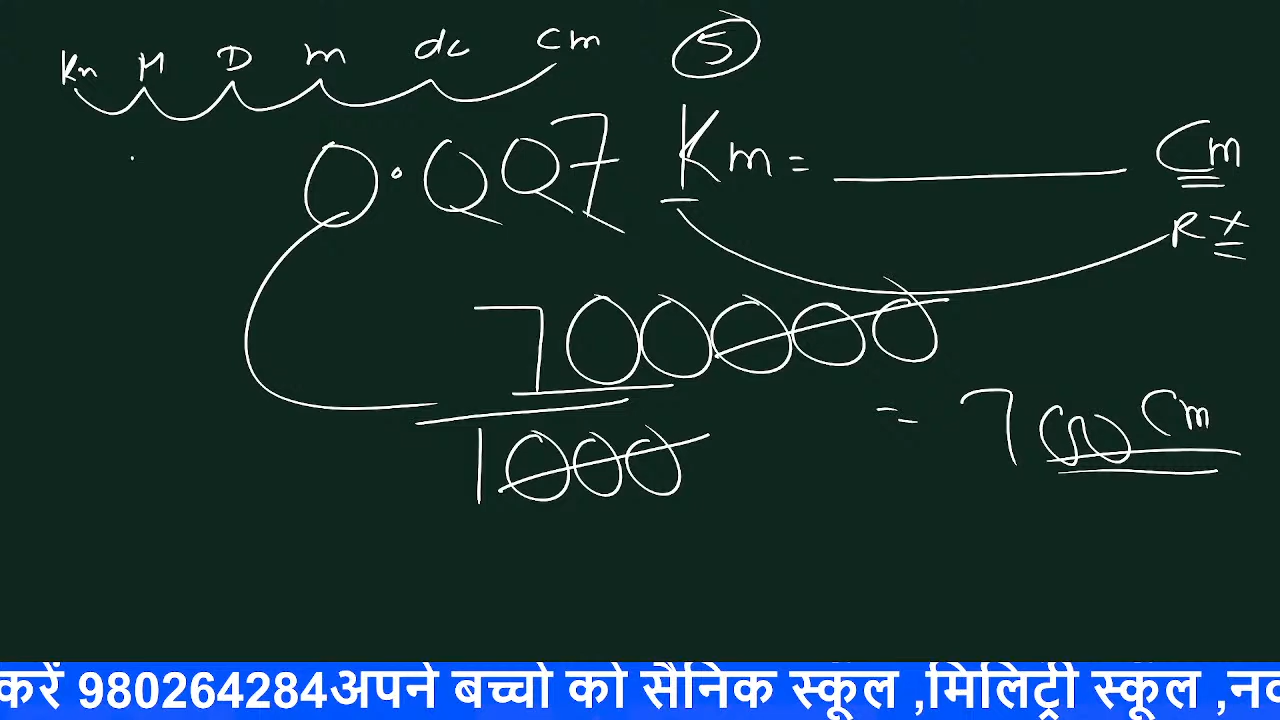 Km H D m dc cm
5
0.007 Km = ________ Cm
R x
700000
1000
= 700 Cm
करें 980264284अपने बच्चो को सैनिक स्कूल ,मिलिट्री स्कूल ,नव